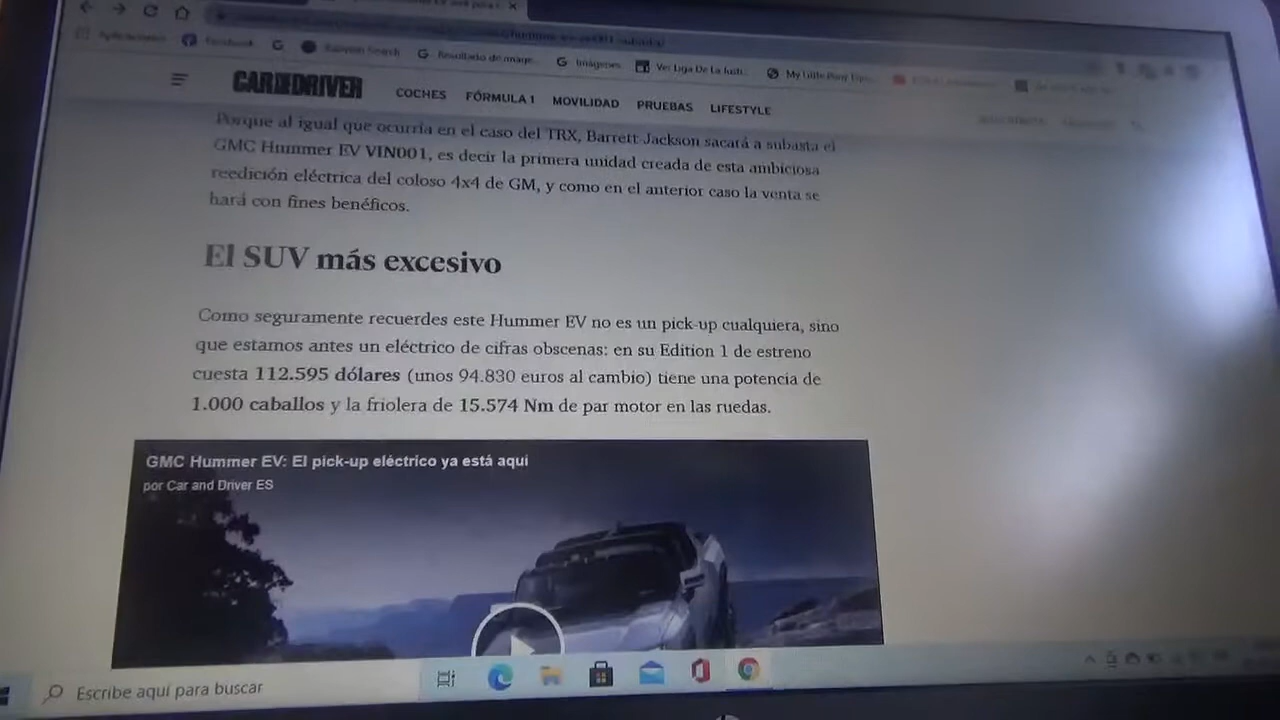 Aplicaciones Facebook Babylon Search Resultado de image... Imágenes Ver Liga De La Justi... My Little Pony Equ...
CAR AND DRIVER COCHES FÓRMULA 1 MOVILIDAD PRUEBAS LIFESTYLE
Porque al igual que ocurría en el caso del TRX, Barrett Jackson sacará a subasta el
GMC Hummer EV VIN001, es decir la primera unidad creada de esta ambiciosa
reedición eléctrica del coloso 4x4 de GM, y como en el anterior caso la venta se
hará con fines benéficos.
El SUV más excesivo
Como seguramente recuerdes este Hummer EV no es un pick-up cualquiera, sino
que estamos antes un eléctrico de cifras obscenas: en su Edition 1 de estreno
cuesta 112.595 dólares (unos 94.830 euros al cambio) tiene una potencia de
1.000 caballos y la friolera de 15.574 Nm de par motor en las ruedas.
GMC Hummer EV: El pick-up eléctrico ya está aquí
por Car and Driver ES
Escribe aquí para buscar